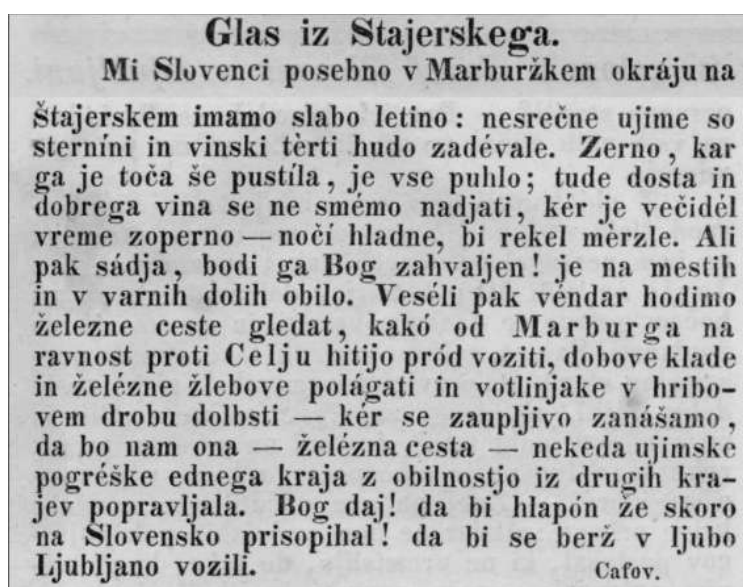 Glas iz Stajerskega.
Mi Slovenci posebno v Marburžkem okráju na
štajerskem imamo slabo letino: nesrečne ujime so
sterníni in vinski tèrti hudo zadévale. Zerno, kar
ga je toča še pustíla, je vse puhlo; tude dosta in
dobrega vina se ne smémo nadjati, kér je večidél
vreme zoperno — nočí hladne, bi rekel mèrzle. Ali
pak sádja, bodi ga Bog zahvaljen! je na mestih
in v varnih dolih obilo. Veséli pak véndar hodimo
železne ceste gledat, kakó od Marburga na
ravnost proti Celju hitijo pród voziti, dobove klade
in želézne žlebove polágati in votlinjake v hribo-
vem drobu dolbsti — kér se zaupljivo zanášamo,
da bo nam ona — želézna cesta — nekeda ujimske
pogréške ednega kraja z obilnostjo iz drugih kra-
jev popravljala. Bog daj! da bi hlapón že skoro
na Slovensko prisopihal! da bi se berž v ljubo
Ljubljano vozili.
Cafov.